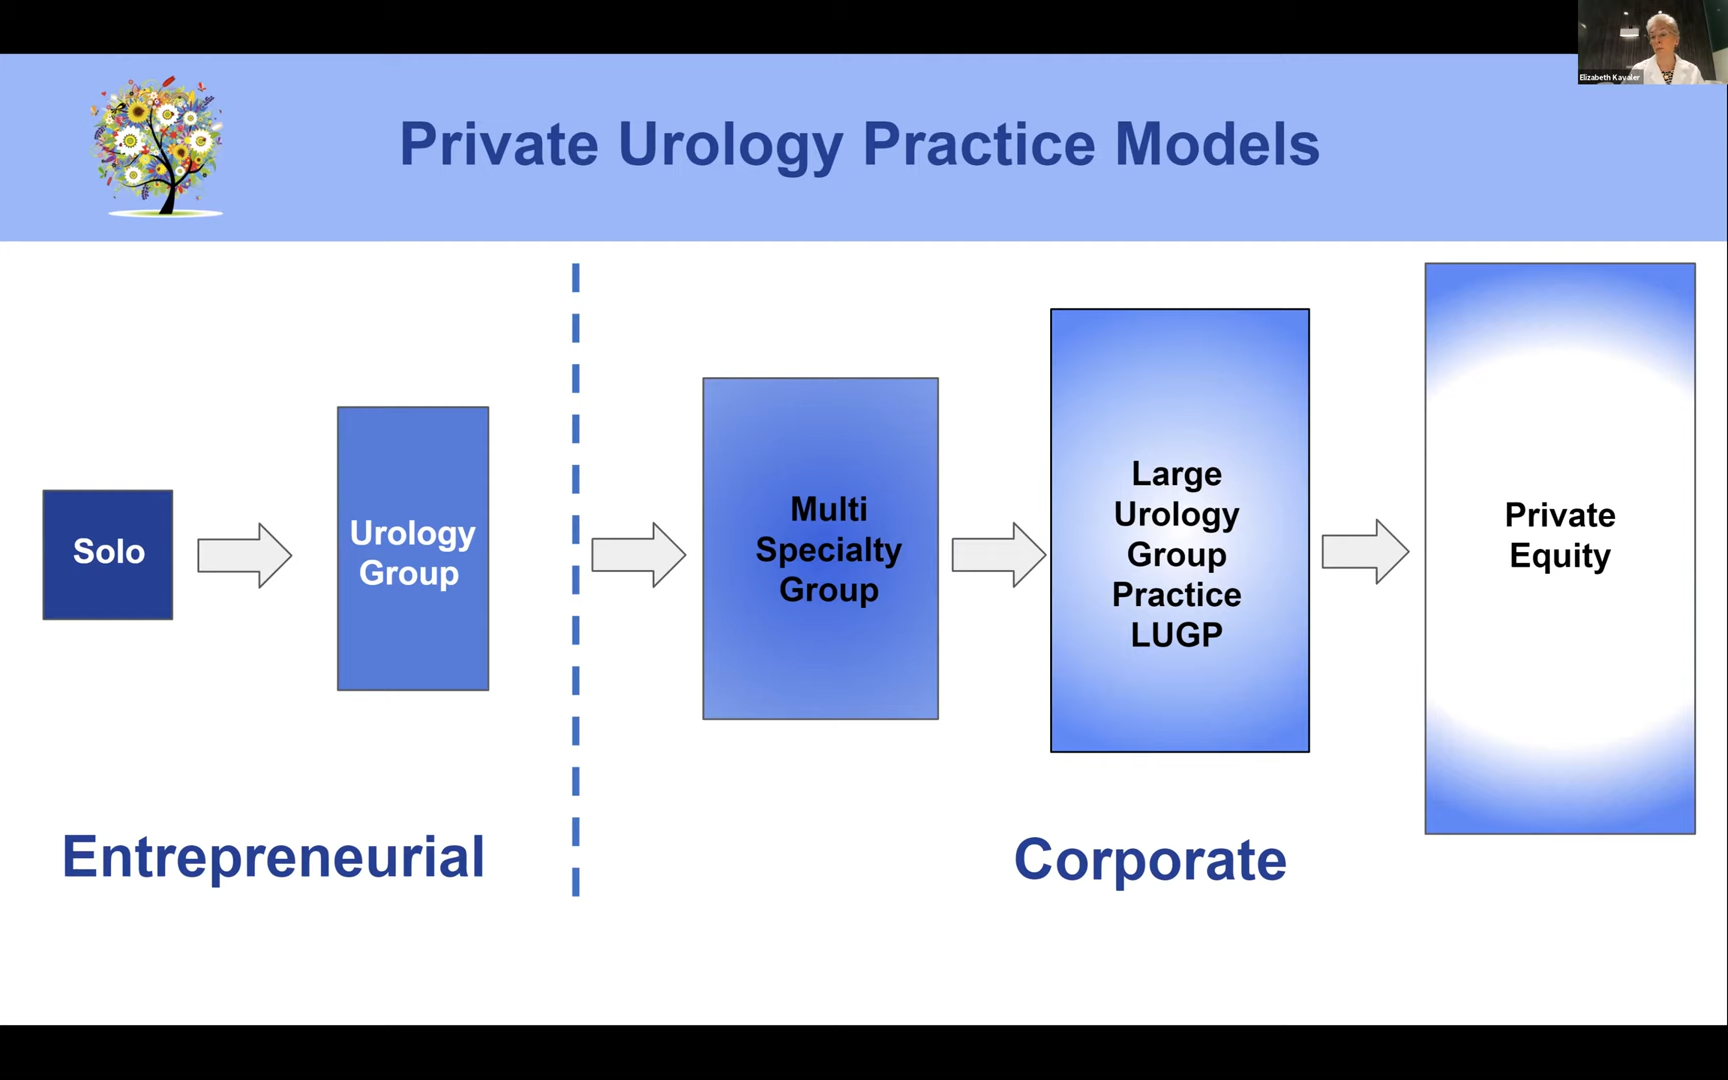 Elizabeth Kavaler
Private Urology Practice Models
Solo
Urology
Group
Multi
Specialty
Group
Large
Urology
Group
Practice
LUGP
Private
Equity
Entrepreneurial
Corporate